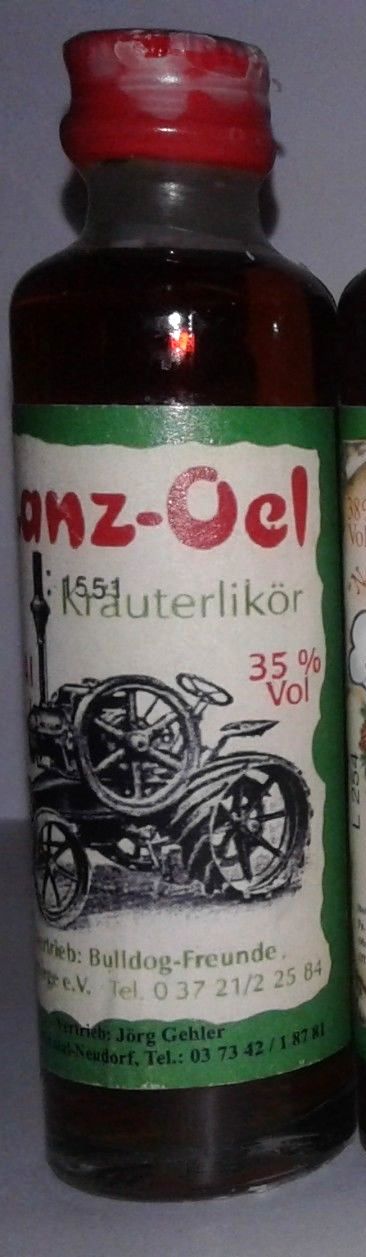 anz-Oel
: 1551
Kräuterlikör
35 %
Vol
Bulldog-Freunde
e.V. Tel. 0 37 21/2 25 84
Vertrieb: Jörg Gehler
-Neudorf, Tel.: 03 73 42 / 1 87 81
L 254